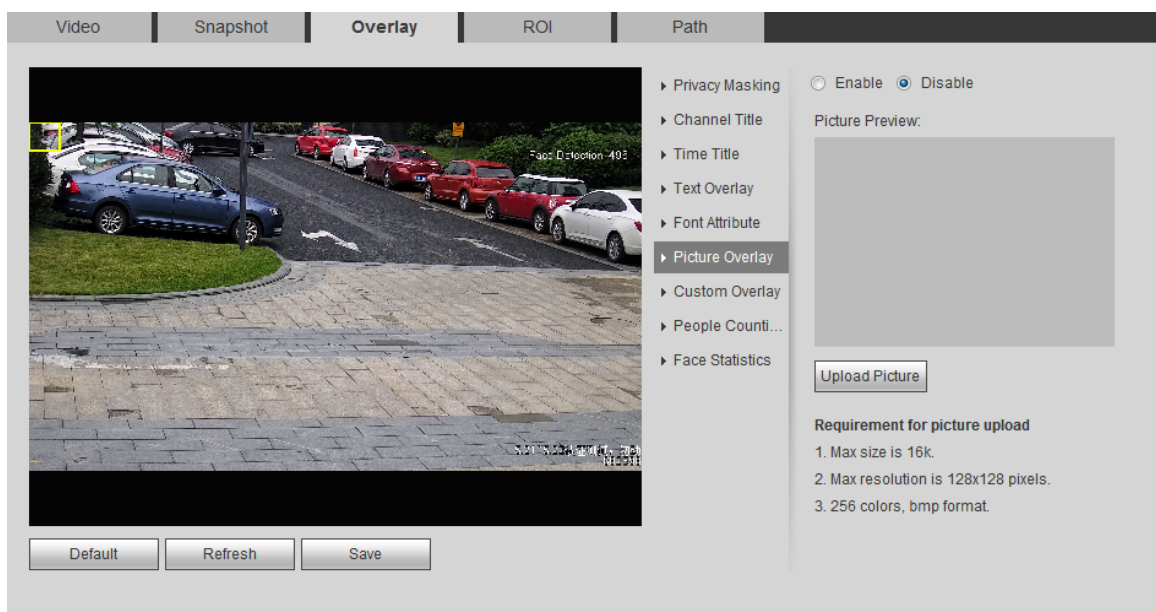 Video
Snapshot
Overlay
ROI
Path
Face Detection
Privacy Masking
Channel Title
Time Title
Text Overlay
Font Attribute
Picture Overlay
Custom Overlay
People Counti...
Face Statistics
Enable
Disable
Picture Preview:
Upload Picture
Requirement for picture upload
1. Max size is 16k.
2. Max resolution is 128x128 pixels.
3. 256 colors, bmp format.
Default
Refresh
Save